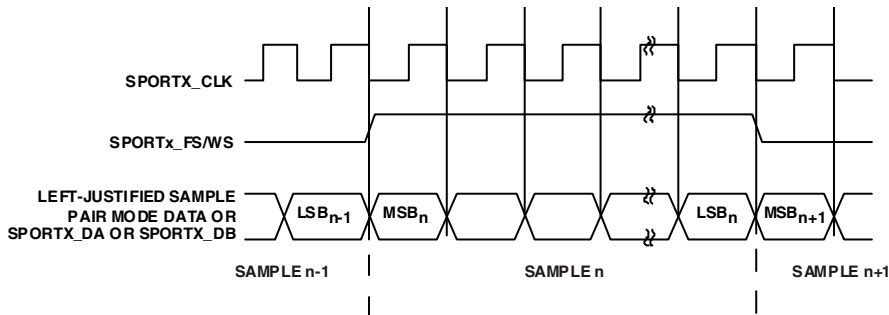 SPORTX_CLK
SPORTx_FS/WS
LEFT-JUSTIFIED SAMPLE
PAIR MODE DATA OR
SPORTX_DA OR SPORTX_DB
LSBn-1 MSBn LSBn MSBn+1
SAMPLE n-1 SAMPLE n SAMPLE n+1